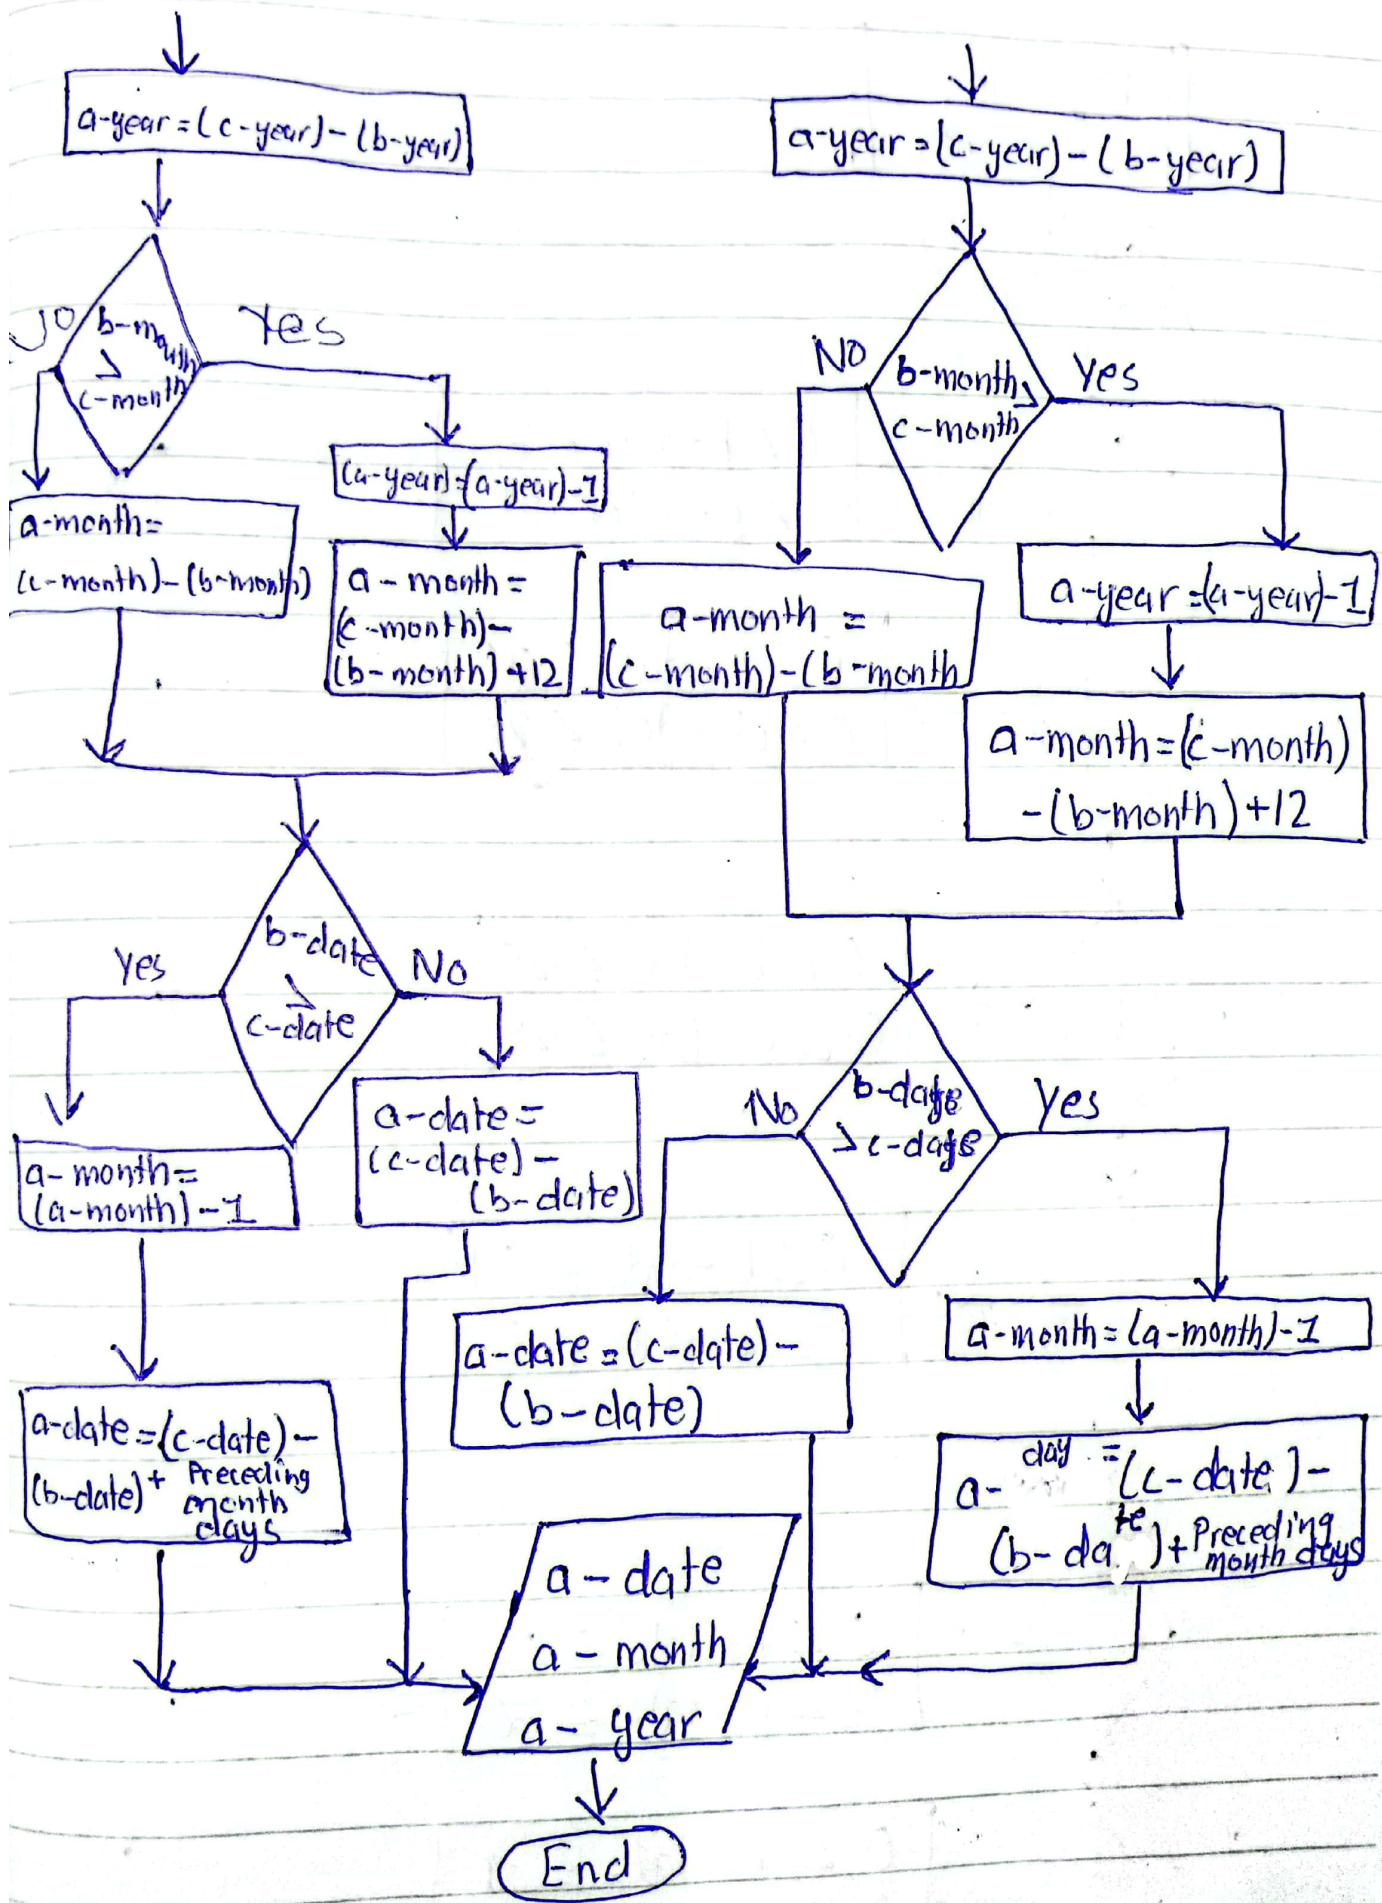 a-year=(c-year)-(b-year)
Yes
b-month
>
c-month
(a-year)=(a-year)-1
a-month=
(c-month)-(b-month)
a-month=
(c-month)-
(b-month)+12
b-date
>
c-date
Yes
No
a-date=
(c-date)-
(b-date)
a-month=
(a-month)-1
a-date=(c-date)-
(b-date)+ Preceding
month
days
a-year=(c-year)-(b-year)
No
b-month>
c-month
Yes
a-year=(a-year)-1
a-month =
(c-month)-(b-month
a-month=(c-month)
-(b-month)+12
No
>
Yes
a-date=(c-date)-
(b-date)
a-month=(a-month)-1
a-day=(c-date)-
(b-date)+Preceding
month days
a-date
a-month
a-year
End